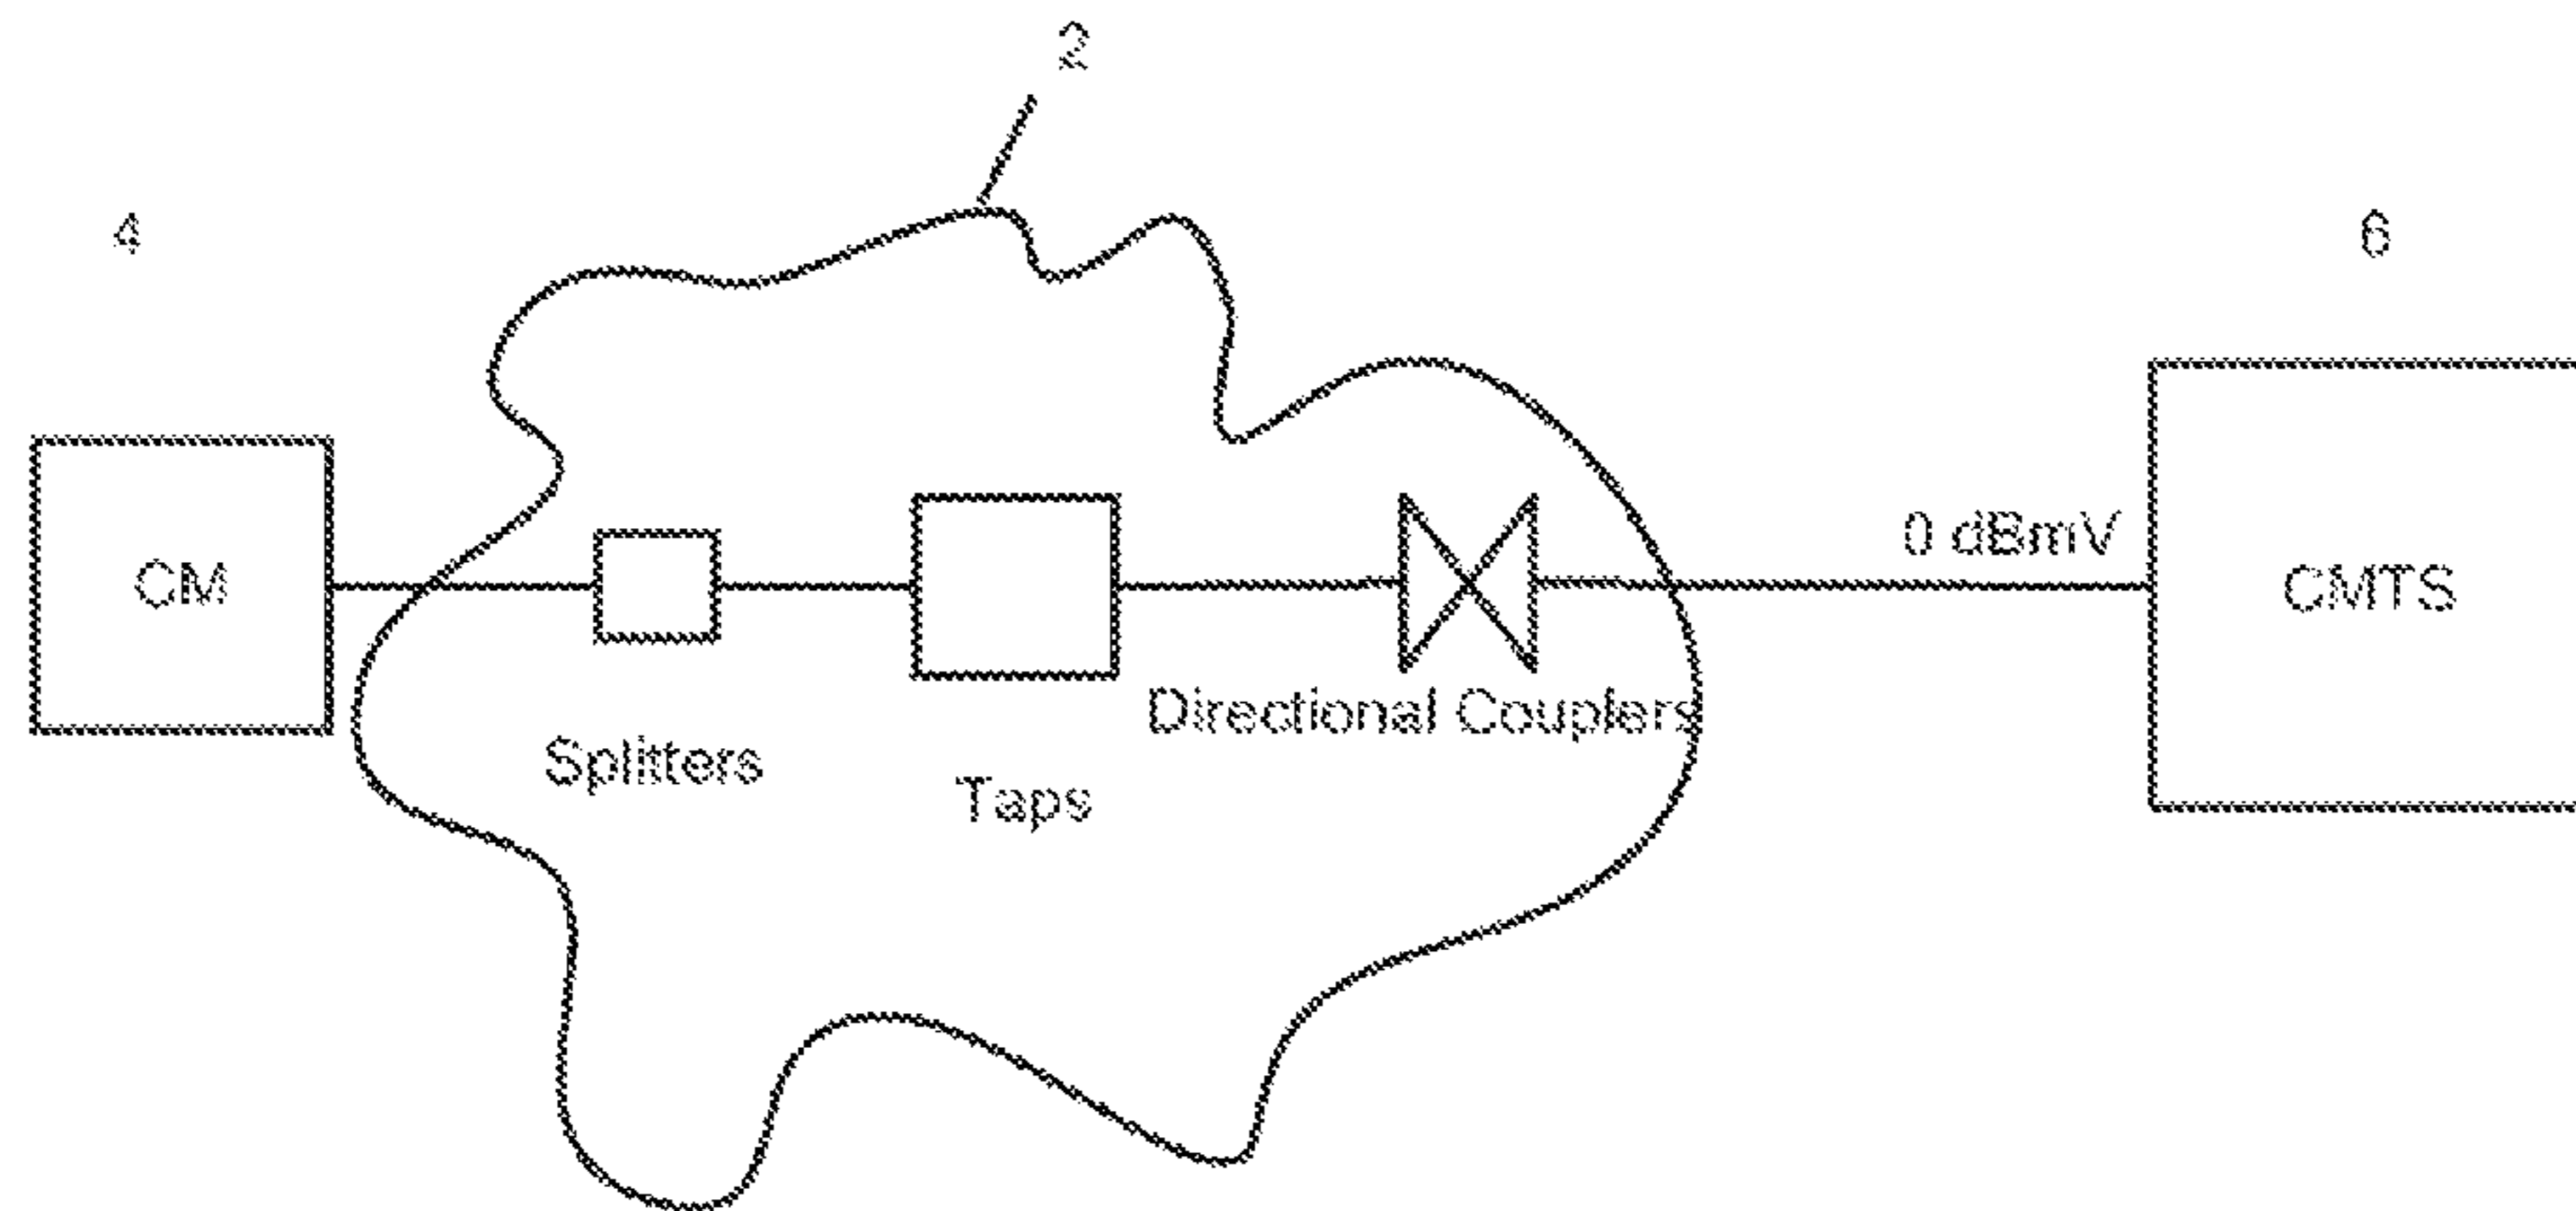 2
4
6
0 dBmV
CM
CMTS
Directional Couplers
Splitters
Taps